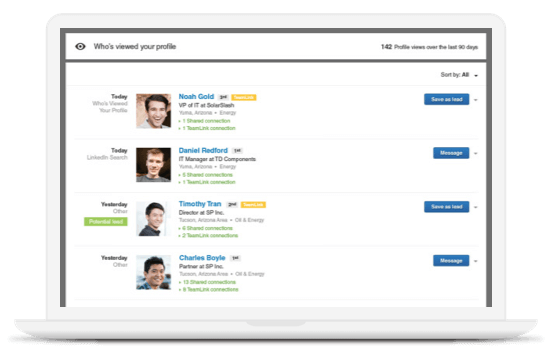 Who's viewed your profile
142 Profile views over the last 90 days
Sort by: All
Today
Who's Viewed
Your Profile
Noah Gold 2nd TeamLink
VP of IT at SolarSlash
Yuma, Arizona • Energy
1 Shared connection
1 TeamLink connection
Save as lead
Today
LinkedIn Search
Daniel Redford 1st
IT Manager at TD Components
Yuma, Arizona • Energy
5 Shared connections
1 TeamLink connection
Message
Yesterday
Other
Potential lead
Timothy Tran 2nd TeamLink
Director at SP Inc.
Tucson, Arizona Area • Oil & Energy
6 Shared connections
2 TeamLink connections
Save as lead
Yesterday
Other
Charles Boyle 1st
Partner at SP Inc.
Tucson, Arizona Area • Oil & Energy
13 Shared connections
8 TeamLink connections
Message